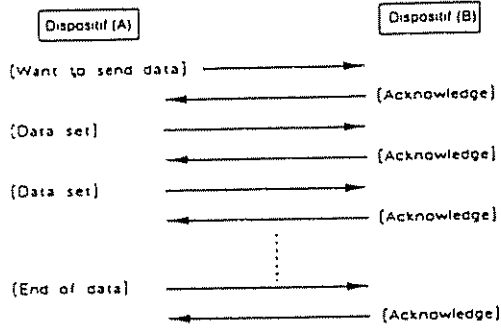 Dispositif (A)
Dispositif (B)
(Want to send data)
(Acknowledge)
(Data set)
(Acknowledge)
(Data set)
(Acknowledge)
(End of data)
(Acknowledge)